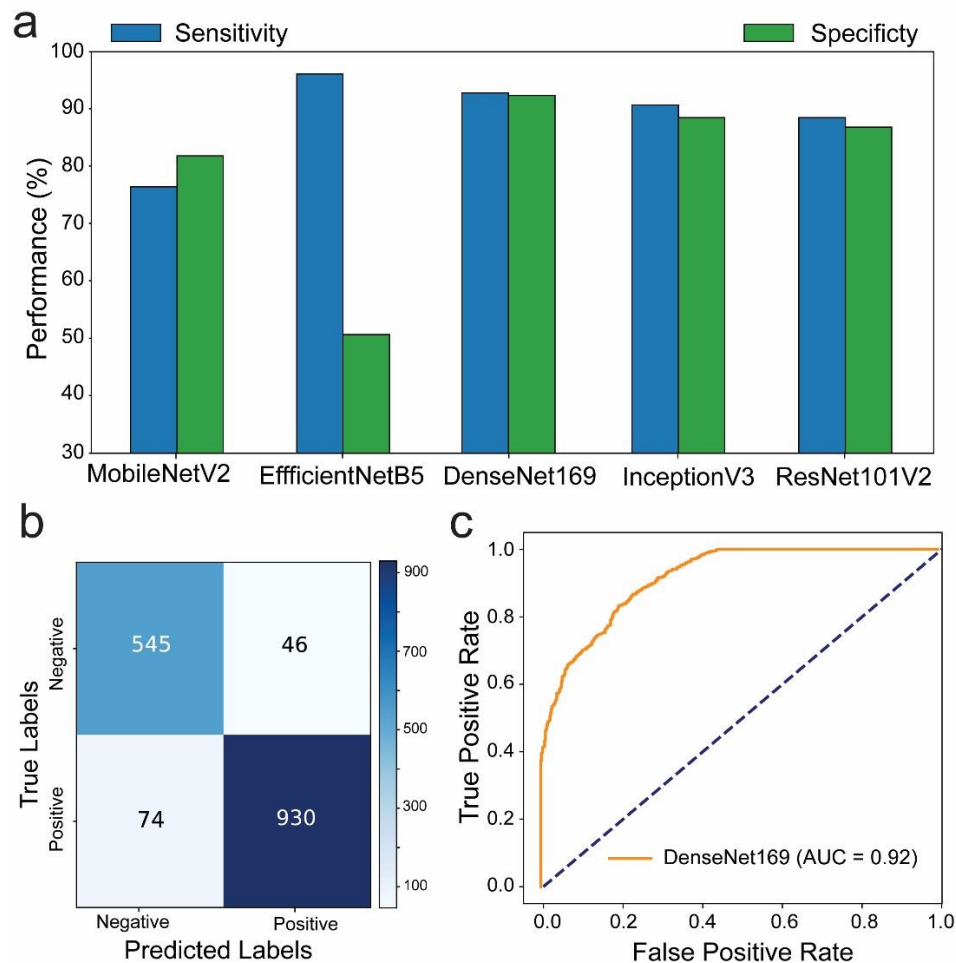 a
Sensitivity
Specificty
100
90
80
70
60
50
40
30
Performance (%)
MobileNetV2
EffficientNetB5
DenseNet169
InceptionV3
ResNet101V2
b
True Labels
Negative
Positive
545
46
74
930
Negative
Positive
Predicted Labels
900
700
500
300
100
c
True Positive Rate
1.0
0.8
0.6
0.4
0.2
0.0
DenseNet169 (AUC = 0.92)
0.0
0.2
0.4
0.6
0.8
1.0
False Positive Rate